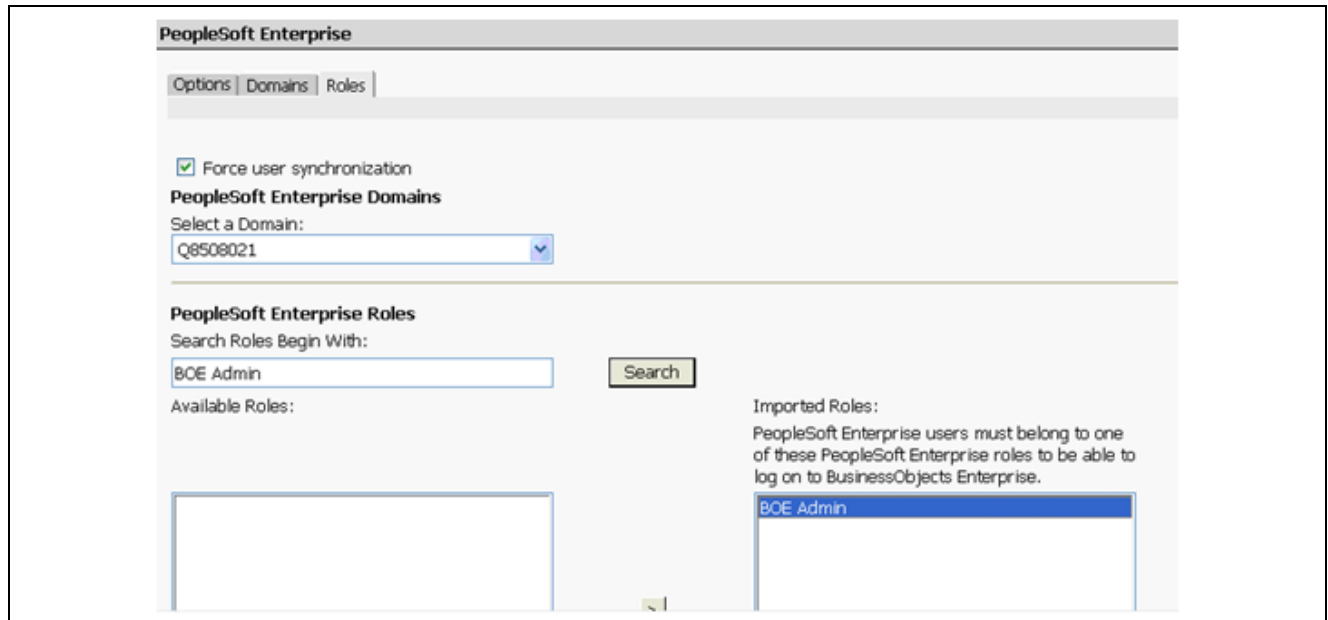 PeopleSoft Enterprise
Options | Domains | Roles
Force user synchronization
PeopleSoft Enterprise Domains
Select a Domain:
Q8508021
PeopleSoft Enterprise Roles
Search Roles Begin With:
BOE Admin
Search
Available Roles:
Imported Roles:
PeopleSoft Enterprise users must belong to one
of these PeopleSoft Enterprise roles to be able to
log on to BusinessObjects Enterprise.
BOE Admin
>